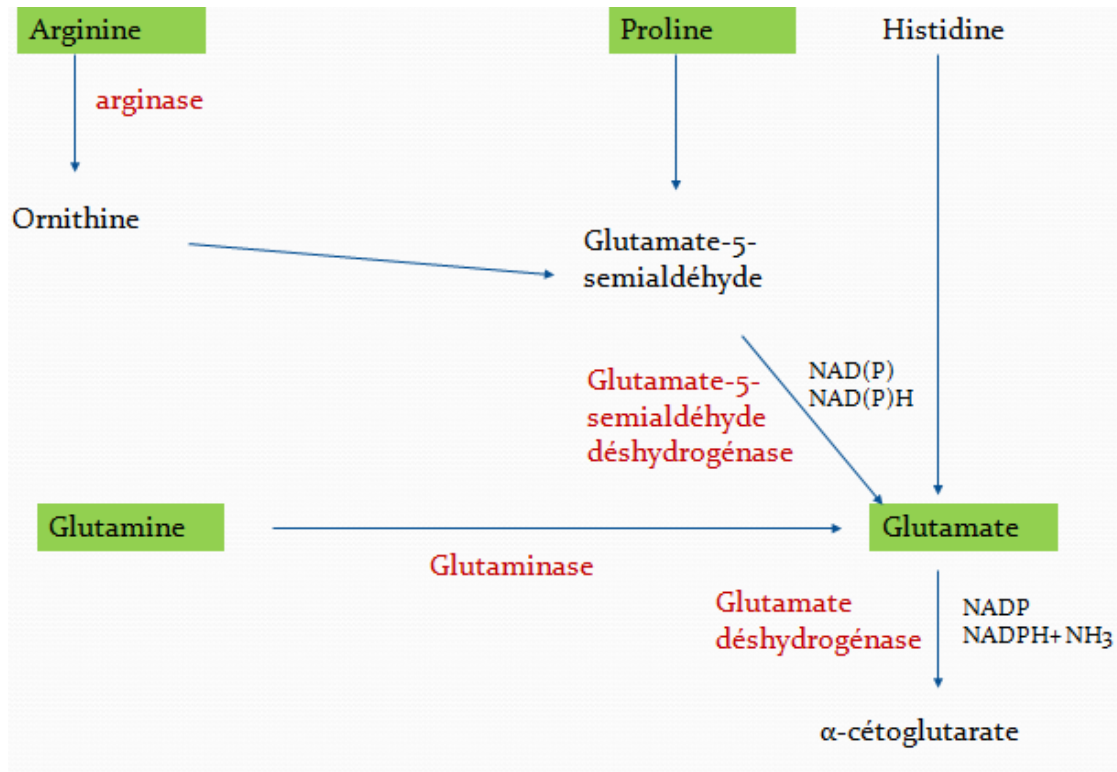 Arginine
Proline
Histidine
arginase
Ornithine
Glutamate-5-
semialdéhyde
NAD(P)
NAD(P)H
Glutamate-5-
semialdéhyde
déshydrogénase
Glutamine
Glutamate
Glutaminase
Glutamate
déshydrogénase
NADP
NADPH+NH3
α-cétoglutarate